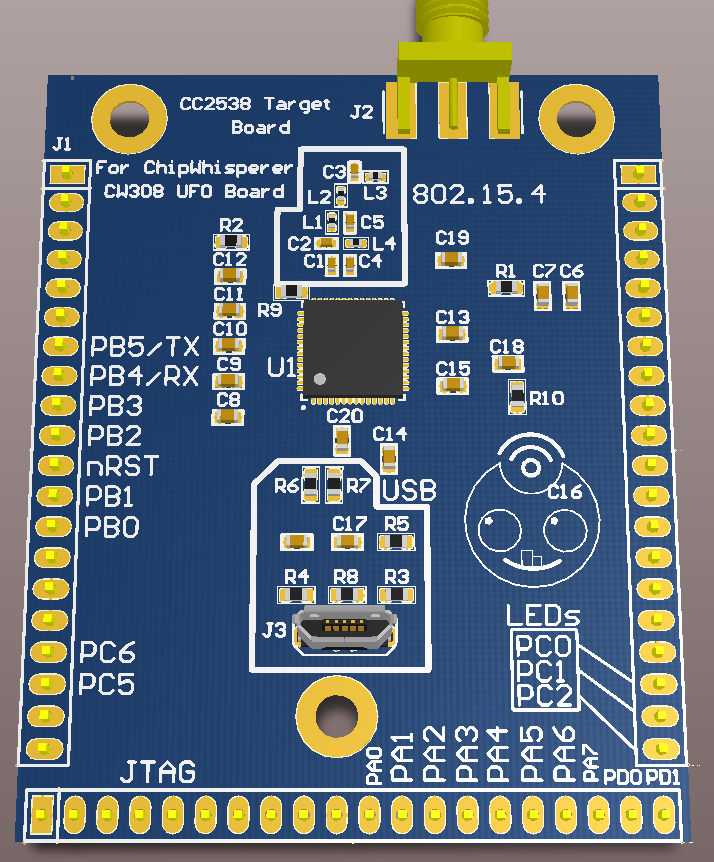 CC2538 Target
Board
J2
J1
For ChipWhisperer
CW308 UFO Board
C3
L2
L3
802.15.4
L1
C5
R2
C2
L4
C19
C12
C1
C4
R1
C7
C6
C11
R9
C10
C13
PB5/TX
C18
U1
C9
C15
PB4/RX
C8
R10
PB3
C20
PB2
C14
nRST
R6
R7
USB
C16
PB1
PB0
C17
R5
R4
R8
R3
LEDs
J3
PC0
PC6
PC1
PC5
PC2
JTAG
PA0
PA1
PA2
PA3
PA4
PA5
PA6
PA7
PD0
PD1